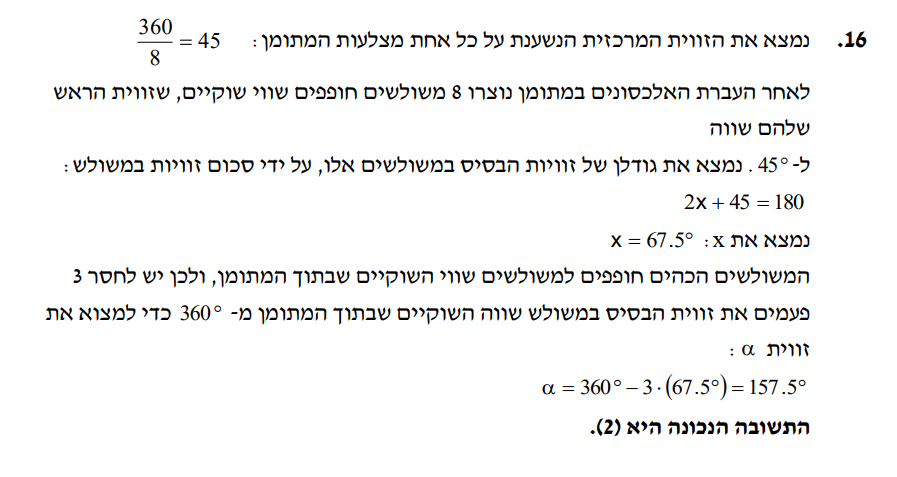 16. נמצא את הזווית המרכזית הנשענת על כל אחת מצלעות המתומן: 360/8 = 45
לאחר העברת האלכסונים במתומן נוצרו 8 משולשים חופפים שווי שוקיים, שזווית הראש
שלהם שווה
ל- 45°. נמצא את גודלן של זוויות הבסיס במשולשים אלו, על ידי סכום זוויות במשולש:
2x + 45 = 180
נמצא את x: x = 67.5°
המשולשים הכהים חופפים למשולשים שווי השוקיים שבתוך המתומן, ולכן יש לחסר 3
פעמים את זווית הבסיס במשולש שווה השוקיים שבתוך המתומן מ- 360° כדי למצוא את
זווית α:
α = 360° − 3·(67.5°) = 157.5°
התשובה הנכונה היא (2).